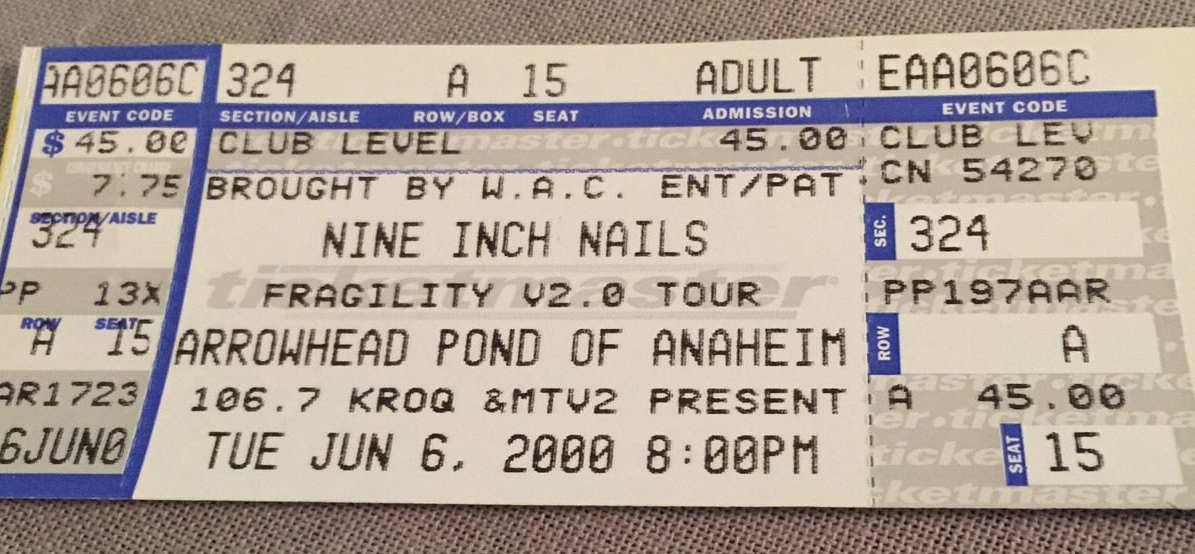 AA0606C 324 A 15 ADULT EAA0606C
EVENT CODE SECTION/AISLE ROW/BOX SEAT ADMISSION EVENT CODE
$ 45.00 CLUB LEVEL 45.00 CLUB LEV
$ 7.75 BROUGHT BY W.A.C. ENT/PAT CN 54270
SECTION/AISLE
324 NINE INCH NAILS SEC. 324
ticketmaster
PP 13X FRAGILITY V2.0 TOUR PP197AAR
ROW SEAT
A 15 ARROWHEAD POND OF ANAHEIM ROW A
AR1723 106.7 KROQ &MTV2 PRESENT A 45.00
6JUN0 TUE JUN 6, 2000 8:00PM SEAT 15